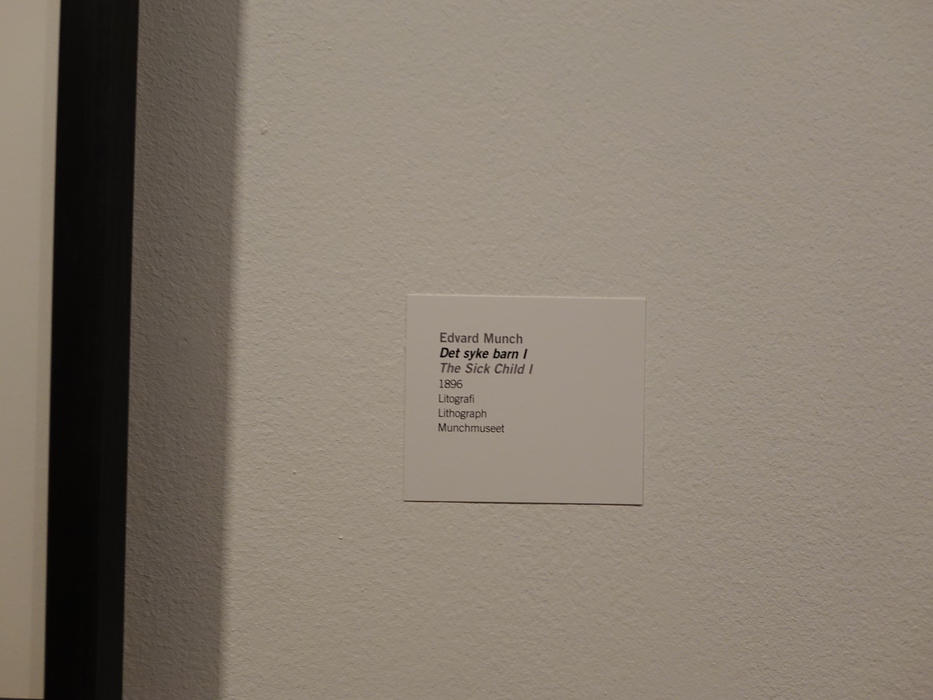 Edvard Munch
Det syke barn I
The Sick Child I
1896
Litografi
Lithograph
Munchmuseet